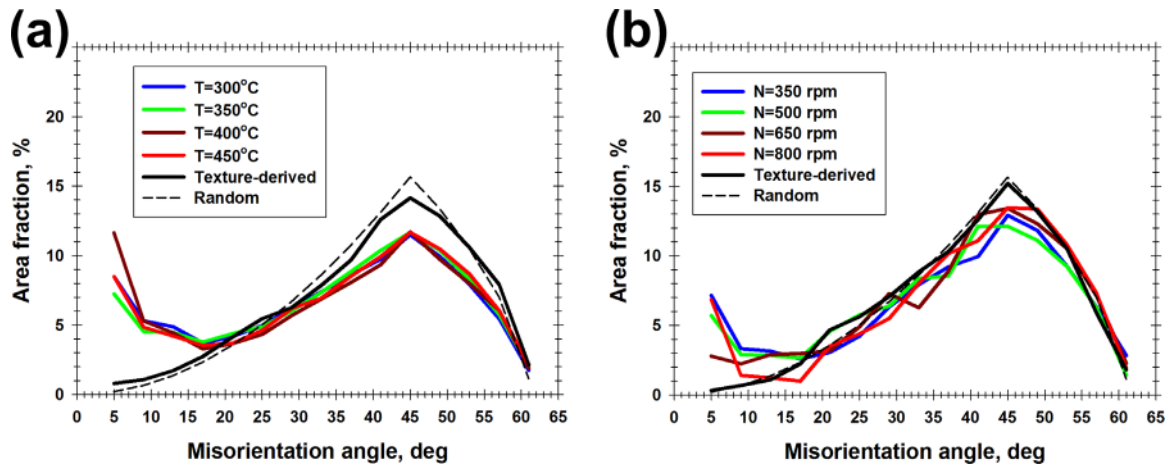 (a)
Area fraction, %
20
15
10
5
0
T=300°C
T=350°C
T=400°C
T=450°C
Texture-derived
Random
0 5 10 15 20 25 30 35 40 45 50 55 60 65
Misorientation angle, deg
(b)
Area fraction, %
20
15
10
5
0
N=350 rpm
N=500 rpm
N=650 rpm
N=800 rpm
Texture-derived
Random
0 5 10 15 20 25 30 35 40 45 50 55 60 65
Misorientation angle, deg